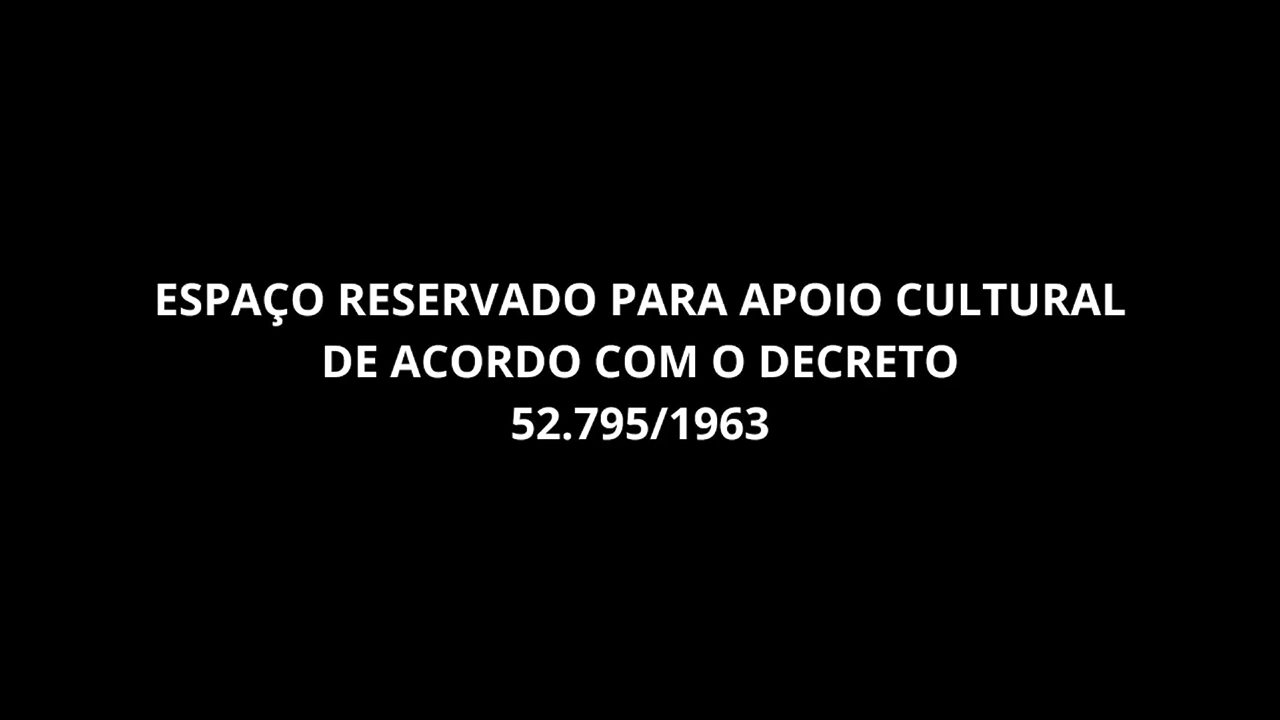 ESPAÇO RESERVADO PARA APOIO CULTURAL
DE ACORDO COM O DECRETO
52.795/1963